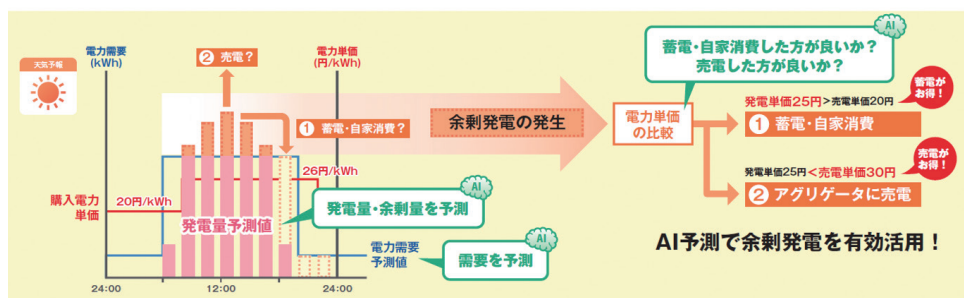 天気予報
電力需要
(kWh)
② 売電？
電力単価
(円/kWh)
① 蓄電・自家消費？
購入電力
単価
20円/kWh
26円/kWh
発電量予測値
AI
発電量・余剰量を予測
電力需要
予測値
AI
需要を予測
24:00
12:00
24:00
余剰発電の発生
電力単価
の比較
AI
蓄電・自家消費した方が良いか？
売電した方が良いか？
発電単価25円＞売電単価20円
蓄電が
お得！
① 蓄電・自家消費
発電単価25円＜売電単価30円
売電が
お得！
② アグリゲータに売電
AI予測で余剰発電を有効活用！